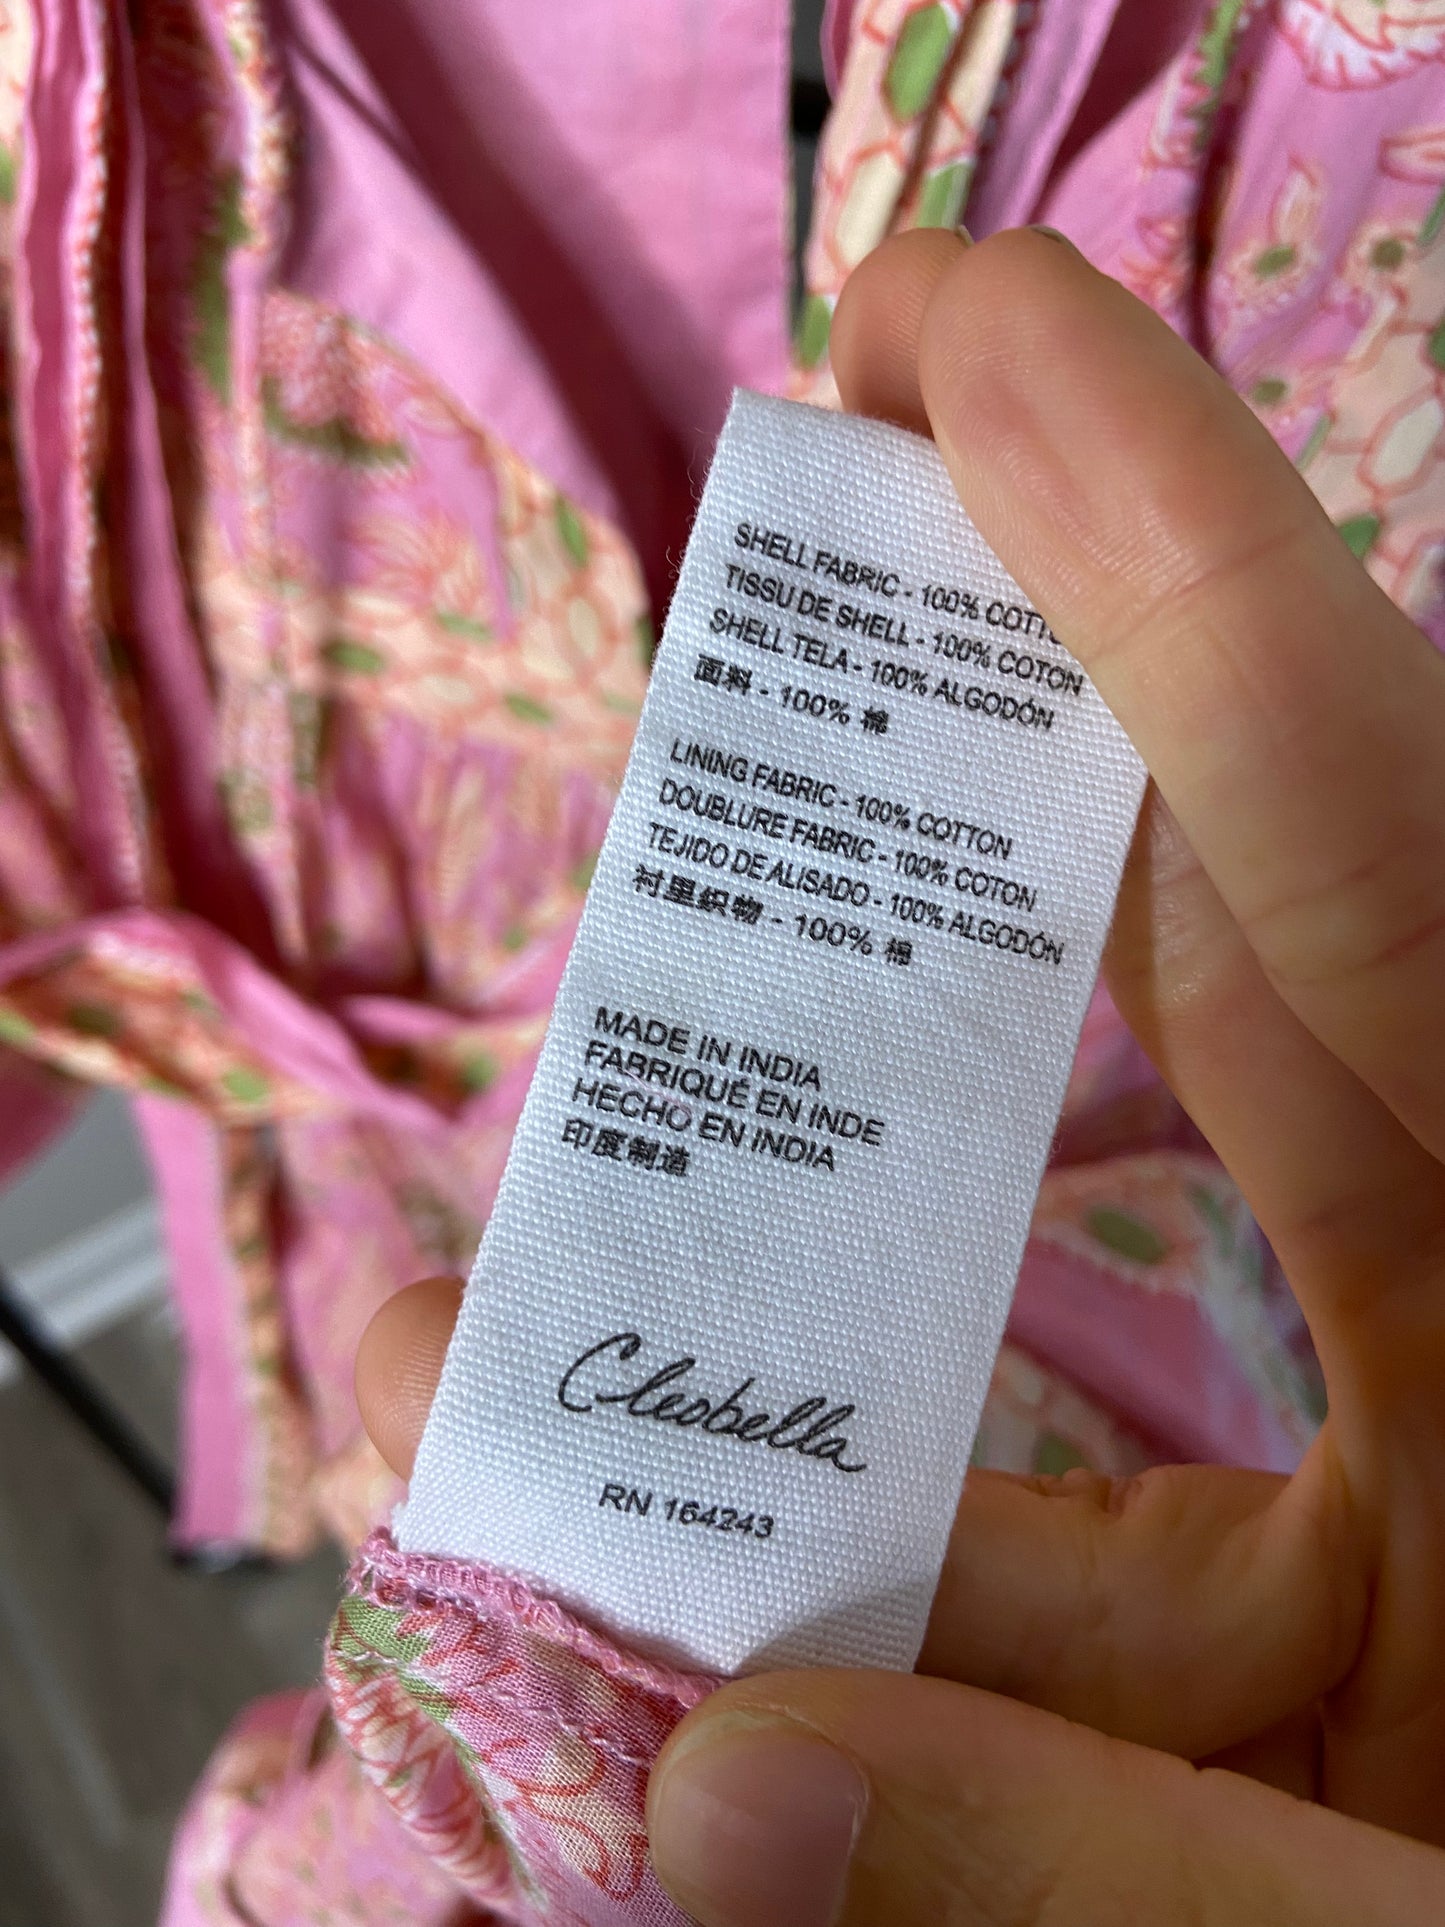 SHELL FABRIC - 100% COTTO
TISSU DE SHELL - 100% COTON
SHELL TELA - 100% ALGODÓN
面料 - 100% 棉
LINING FABRIC - 100% COTTON
DOUBLURE FABRIC - 100% COTON
TEJIDO DE ALISADO - 100% ALGODÓN
衬里织物 - 100% 棉
MADE IN INDIA
FABRIQUÉ EN INDE
HECHO EN INDIA
印度制造
Cleobella
RN 164243